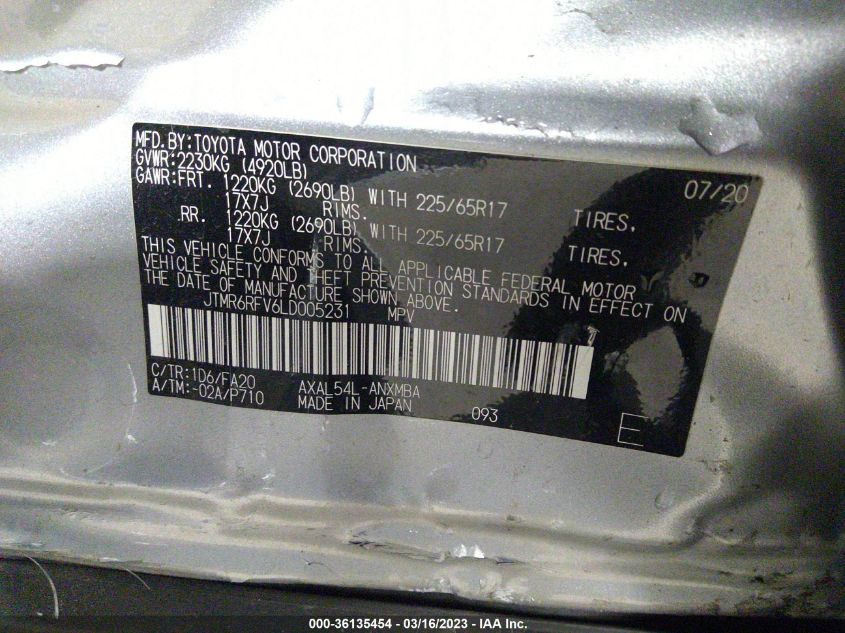 MFD.BY:TOYOTA MOTOR CORPORATION 07/20
GVWR:2230KG (4920LB)
GAWR:FRT. 1220KG (2690LB) WITH 225/65R17 TIRES,
17X7J RIMS.
RR. 1220KG (2690LB) WITH 225/65R17 TIRES,
17X7J RIMS.
THIS VEHICLE CONFORMS TO ALL APPLICABLE FEDERAL MOTOR
VEHICLE SAFETY AND THEFT PREVENTION STANDARDS IN EFFECT ON
THE DATE OF MANUFACTURE SHOWN ABOVE.
JTMR6RFV6LD005231 MPV
C/TR:1D6/FA20 AXAL54L-ANXMBA
A/TM:-02A/P710 MADE IN JAPAN 093 E
000-36135454 - 03/16/2023 - IAA Inc.